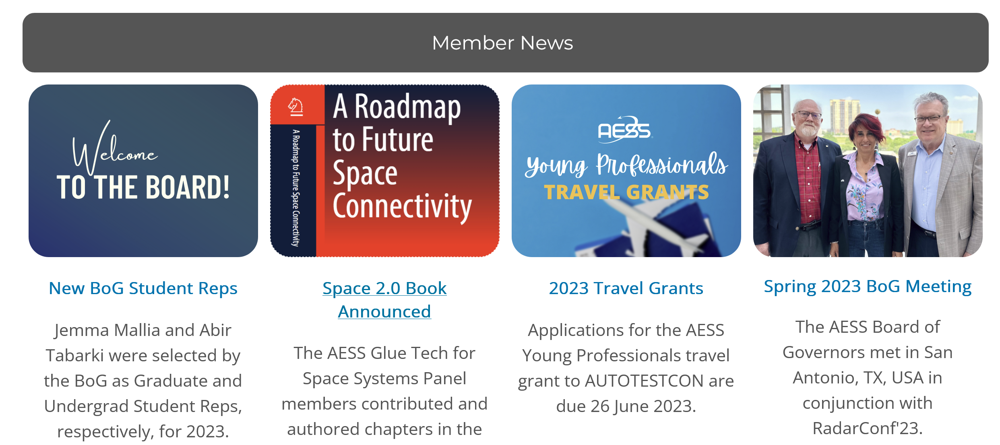 Member News
Welcome
TO THE BOARD!
New BoG Student Reps
Jemma Mallia and Abir
Tabarki were selected by
the BoG as Graduate and
Undergrad Student Reps,
respectively, for 2023.
A Roadmap to Future Space Connectivity
A Roadmap
to Future
Space
Connectivity
Space 2.0 Book
Announced
The AESS Glue Tech for
Space Systems Panel
members contributed and
authored chapters in the
AESS
Young Professionals
TRAVEL GRANTS
2023 Travel Grants
Applications for the AESS
Young Professionals travel
grant to AUTOTESTCON are
due 26 June 2023.
Spring 2023 BoG Meeting
The AESS Board of
Governors met in San
Antonio, TX, USA in
conjunction with
RadarConf'23.